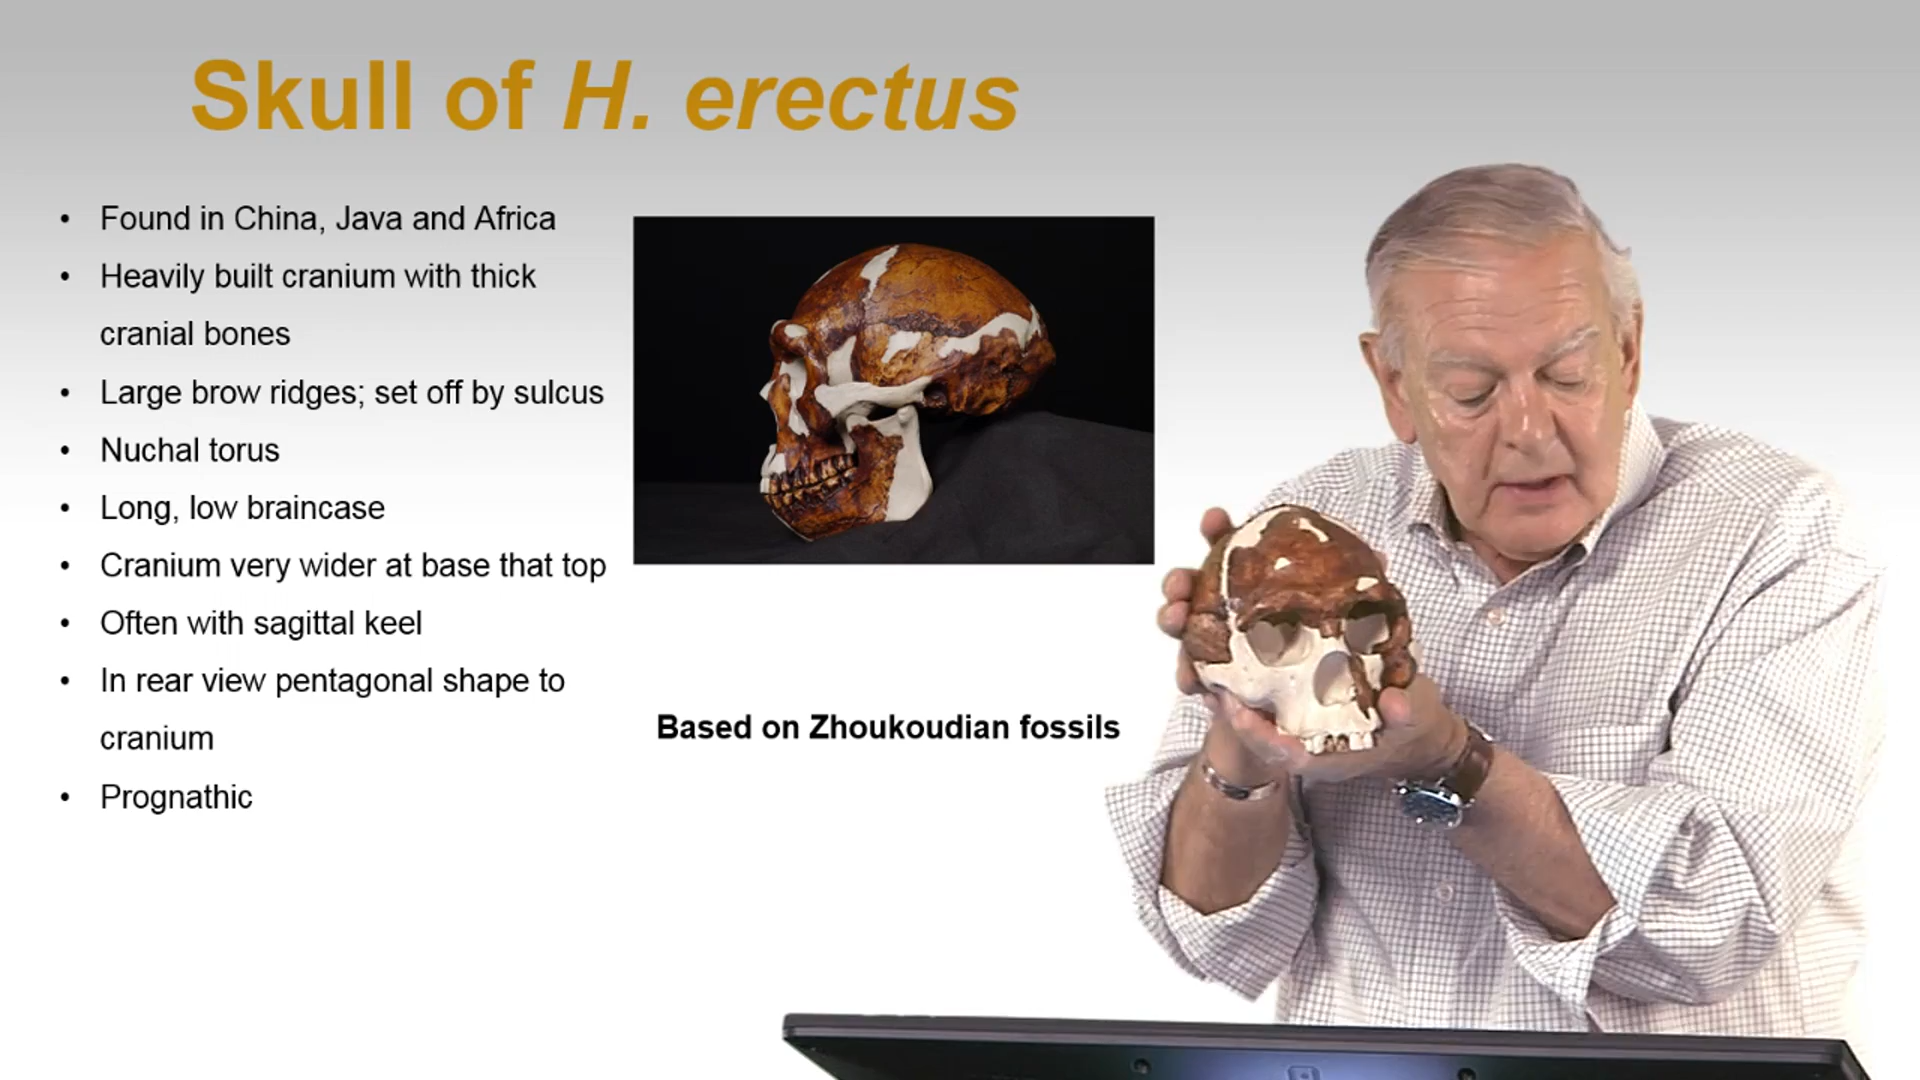 Skull of H. erectus
• Found in China, Java and Africa
• Heavily built cranium with thick
cranial bones
• Large brow ridges; set off by sulcus
• Nuchal torus
• Long, low braincase
• Cranium very wider at base that top
• Often with sagittal keel
• In rear view pentagonal shape to
cranium
• Prognathic
Based on Zhoukoudian fossils